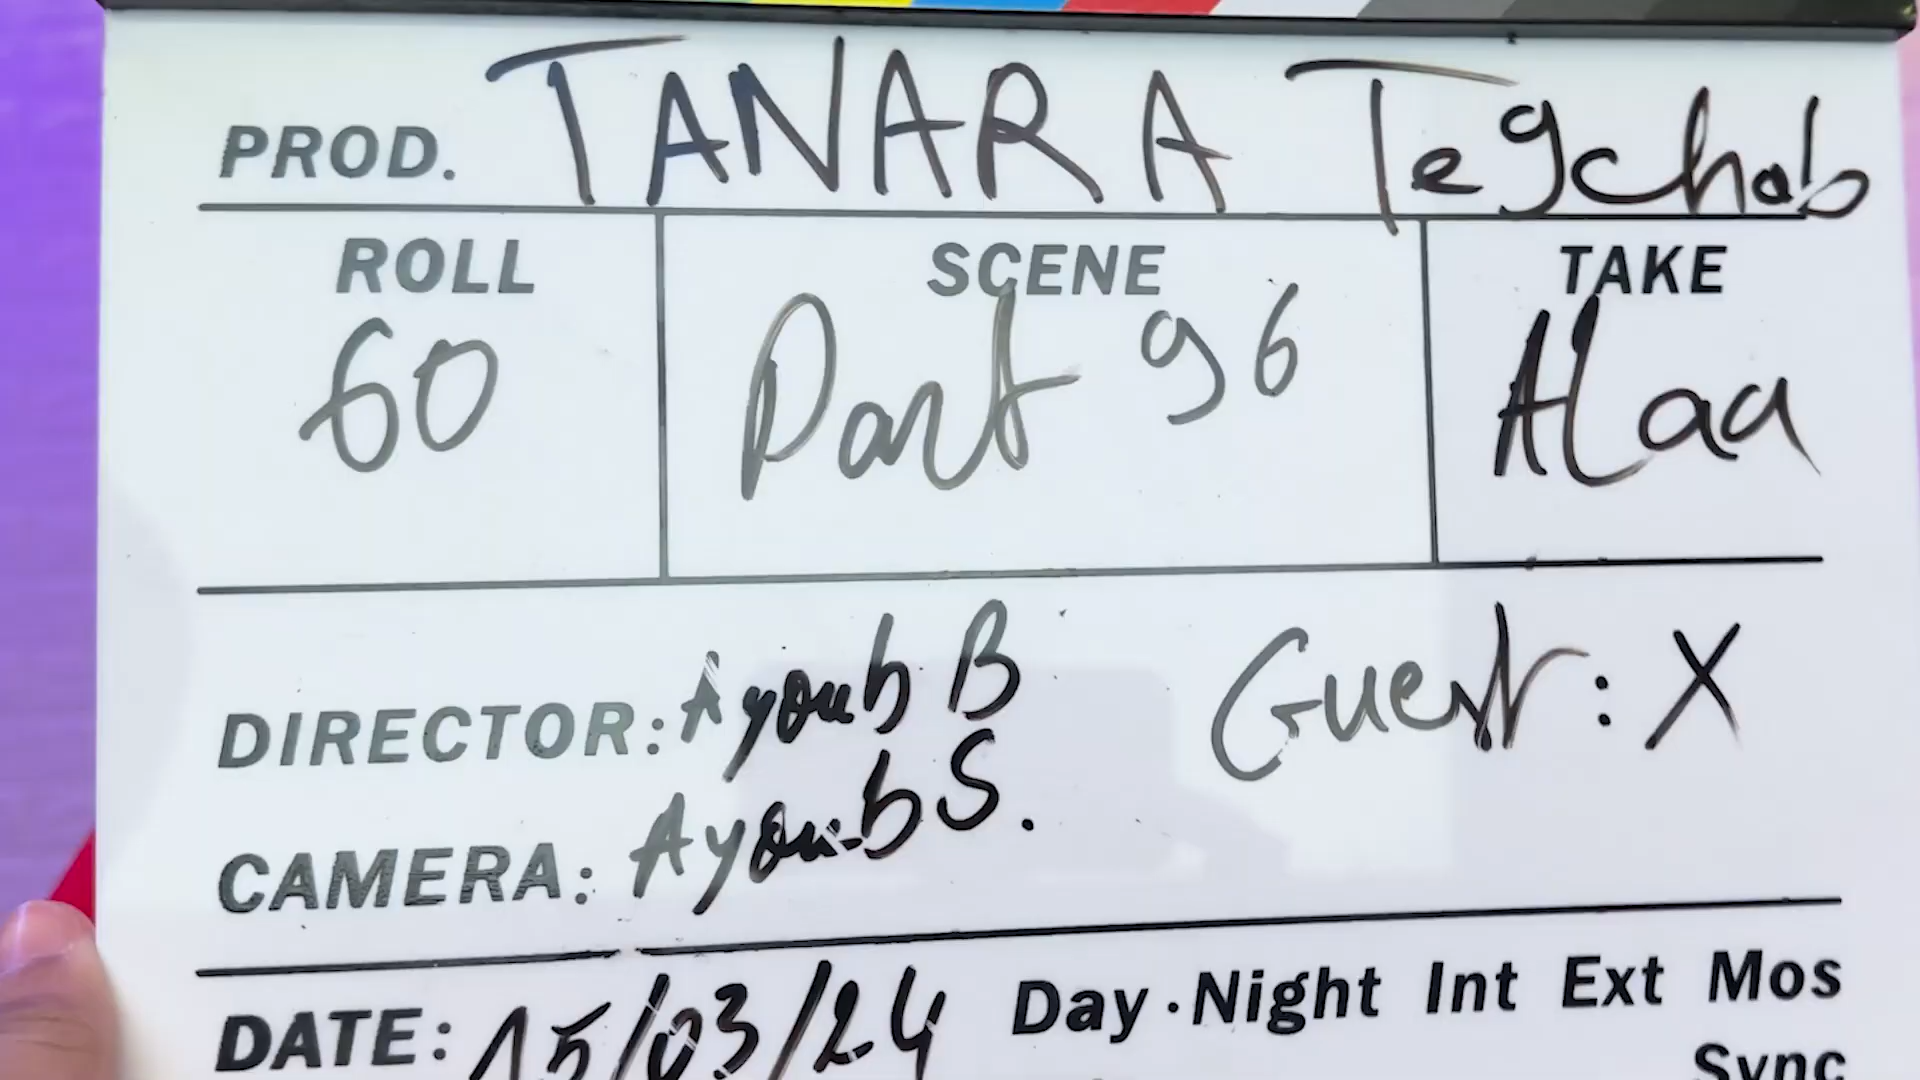 PROD. TANARA Tegchab
ROLL SCENE TAKE
60 Part 96 Alaa
DIRECTOR: Ayoub B Guest: X
CAMERA: Ayoub S.
DATE: 15/03/24 Day · Night Int Ext Mos
Sync